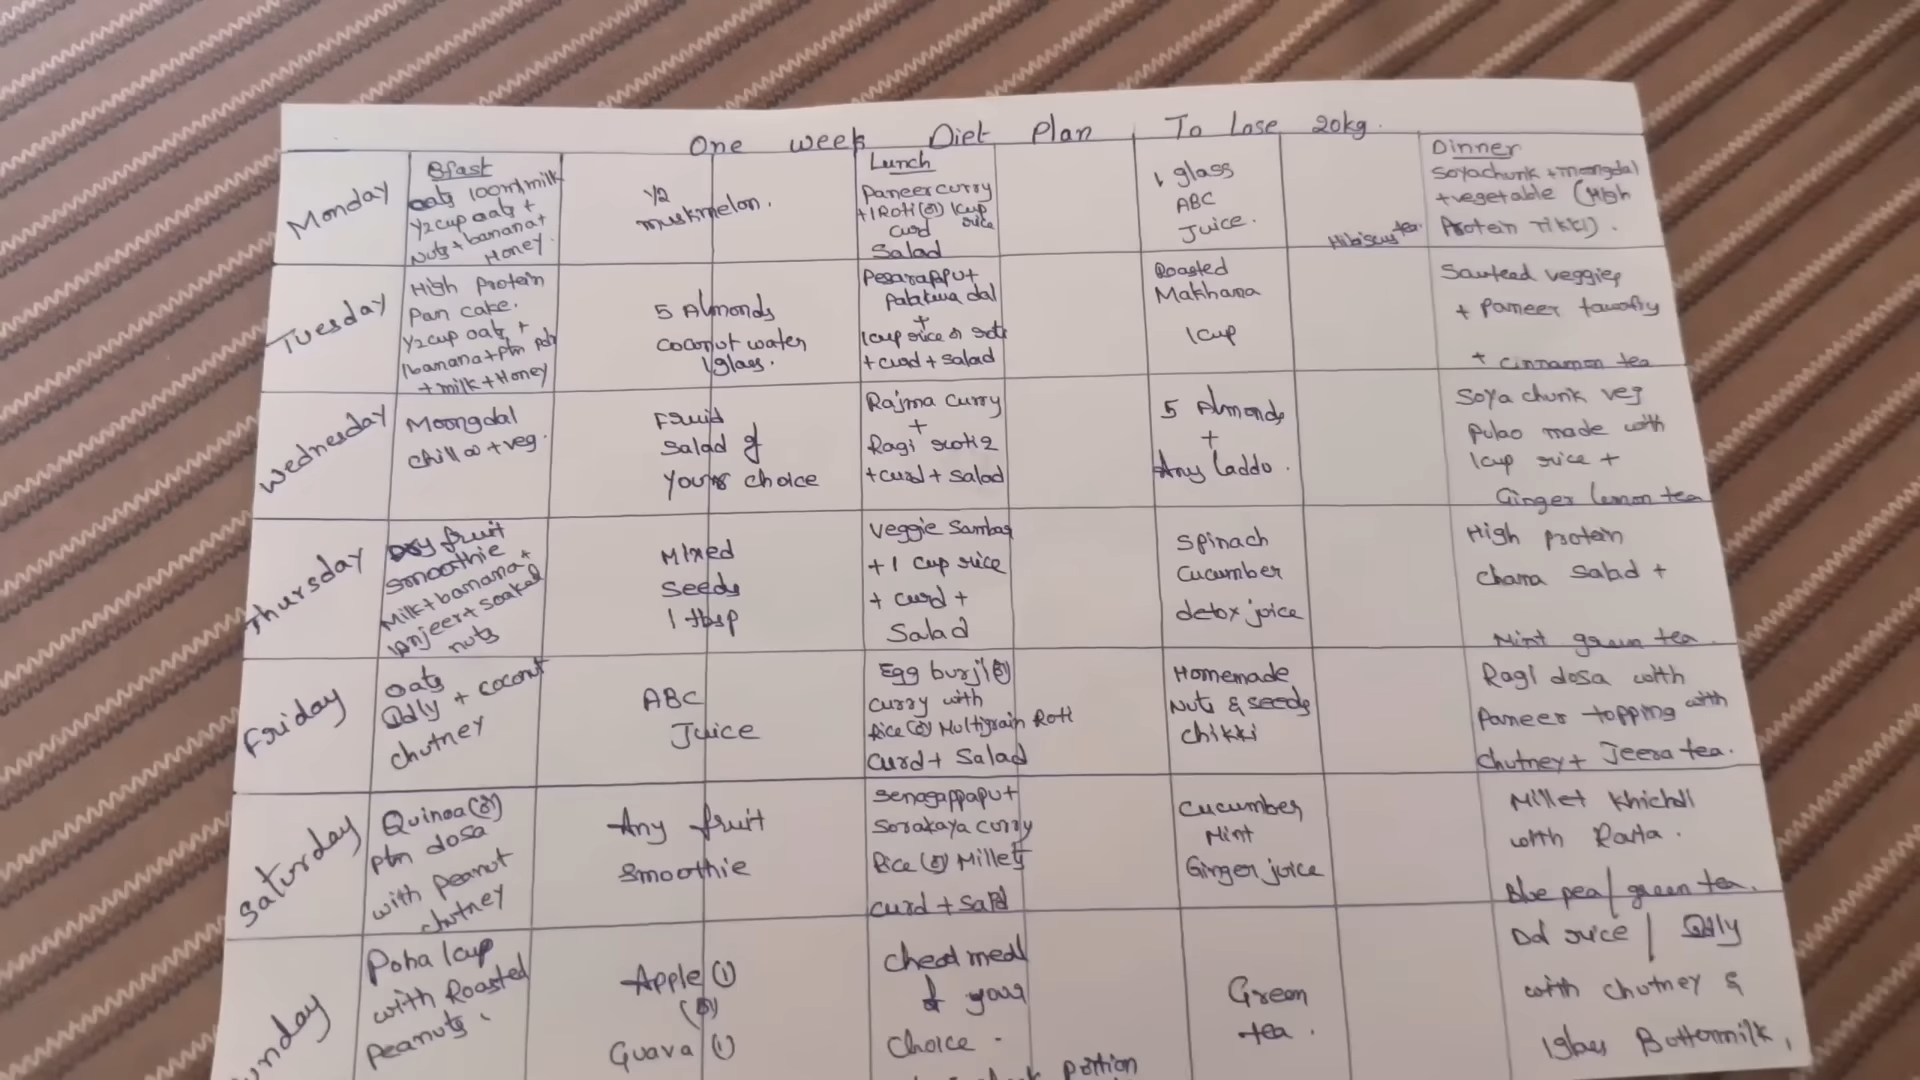 One week Diet Plan To Lose 20kg.
Monday
Bfast
oats 100ml milk
1/2 cup oats +
Nuts + banana +
Honey.
1/2
muskmelon.
Lunch
Paneer curry
+ 1 Roti (or) 1 cup rice
curd
Salad
1 glass
ABC
Juice.
Hibiscus tea
Dinner
Soyachunk + moongdal
+ vegetable (High
Protein Tikki).
Tuesday
High Protein
Pan cake.
1/2 cup oats +
1 banana + ptn pdr
+ milk + Honey
5 Almonds
coconut water
1 glass.
Pesarapput
Palakura dal
+
1 cup rice or roti
+ curd + salad
Roasted
Makhana
1 cup
Sauteed veggies
+ Paneer tawafry
+ cinnamon tea
Wednesday
Moongdal
chilla + veg.
Fruid
Salad of
Your choice
Rajma curry
+
Ragi roti 2
+ curd + salad
5 Almonds
+
Any laddo.
Soya chunk veg
Pulao made with
1 cup rice +
Ginger lemon tea
Thursday
Dry fruit
Smoothie
Milk + banana +
anjeer + soaked
nuts
Mixed
Seeds
1 tbsp
Veggie Sambar
+ 1 cup rice
+ curd +
Salad
Spinach
Cucumber
detox juice
High protein
Chana Salad +
Mint green tea.
Friday
Oats
Idly + coconut
chutney
ABC
Juice
Egg burji (or)
curry with
Rice (or) Multigrain Roti
Curd + Salad
Homemade
Nuts & seeds
chikki
Ragi dosa with
Paneer topping with
Chutney + Jeera tea.
Saturday
Quinoa (or)
ptn dosa
with peanut
chutney
Any fruit
Smoothie
Senagappaput
Sorakaya curry
Rice (or) Millet
Curd + Salad
Cucumber
Mint
Ginger juice
Millet khichdi
with Raita.
Blue pea / green tea.
unday
Poha 1 cup
with Roasted
Peanuts.
Apple (1)
(or)
Guava (1)
Cheat meal
of your
Choice.
portion
Green
tea.
Dal rice / Idly
with chutney &
1 glass Buttermilk,